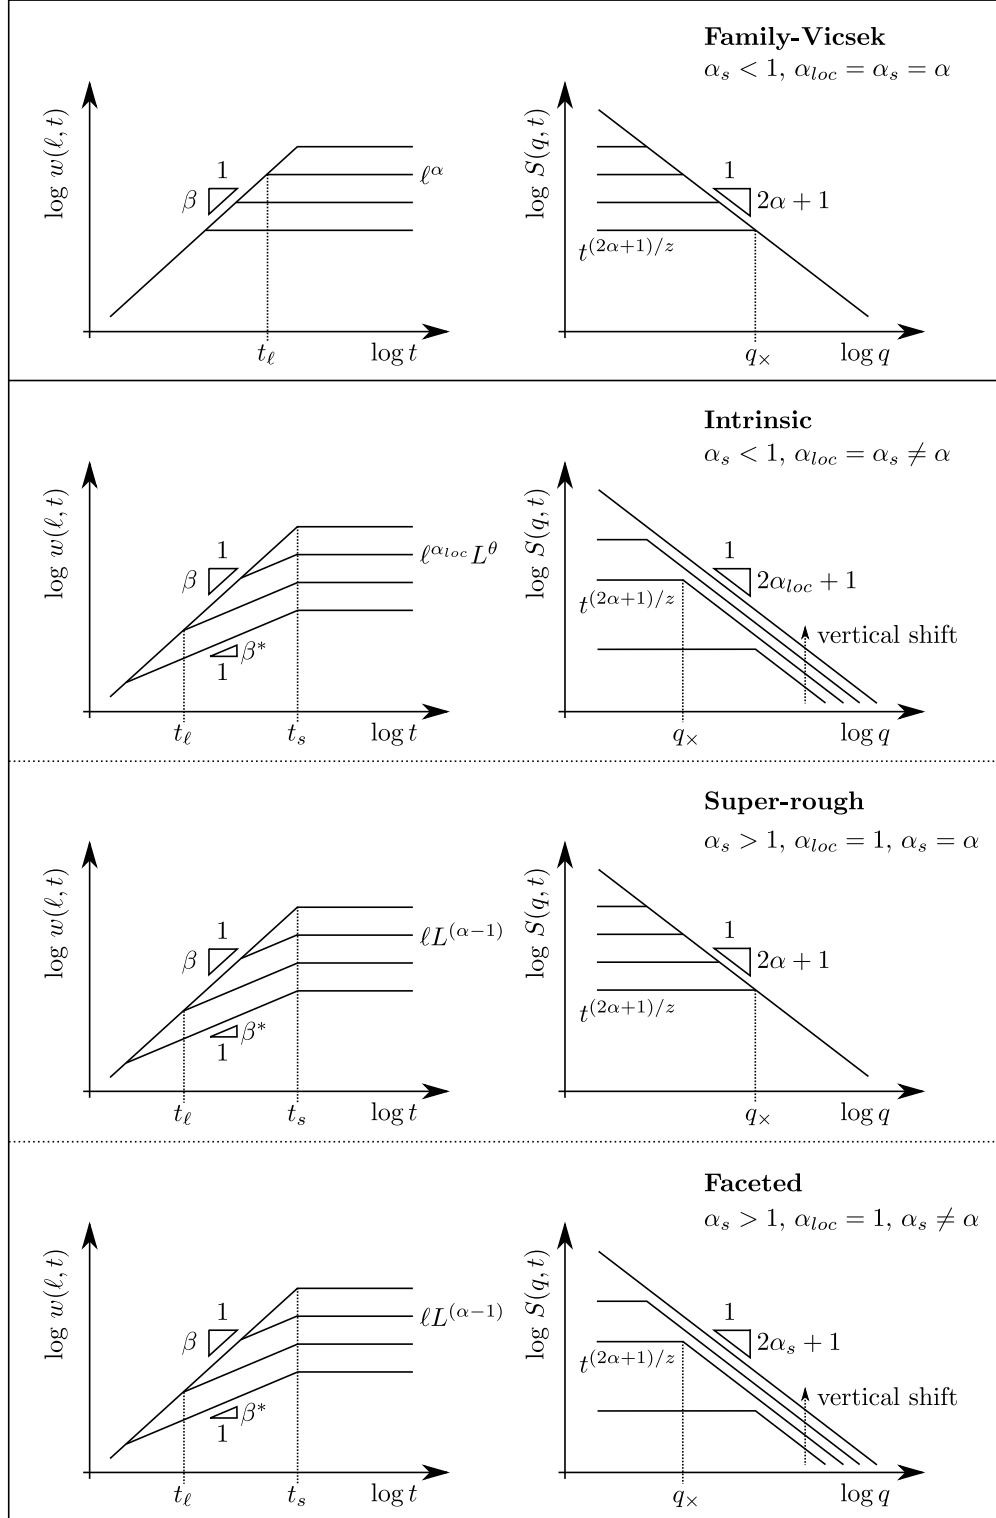 Family-Vicsek
α_s < 1, α_loc = α_s = α
log w(ℓ, t)
1
β
ℓ^α
t_ℓ
log t
log S(q, t)
1
2α + 1
t^(2α+1)/z
q_×
log q
Intrinsic
α_s < 1, α_loc = α_s ≠ α
log w(ℓ, t)
1
β
ℓ^α_loc L^θ
β*
1
t_ℓ
t_s
log t
log S(q, t)
1
2α_loc + 1
t^(2α+1)/z
vertical shift
q_×
log q
Super-rough
α_s > 1, α_loc = 1, α_s = α
log w(ℓ, t)
1
β
ℓL^(α−1)
β*
1
t_ℓ
t_s
log t
log S(q, t)
1
2α + 1
t^(2α+1)/z
q_×
log q
Faceted
α_s > 1, α_loc = 1, α_s ≠ α
log w(ℓ, t)
1
β
ℓL^(α−1)
β*
1
t_ℓ
t_s
log t
log S(q, t)
1
2α_s + 1
t^(2α+1)/z
vertical shift
q_×
log q